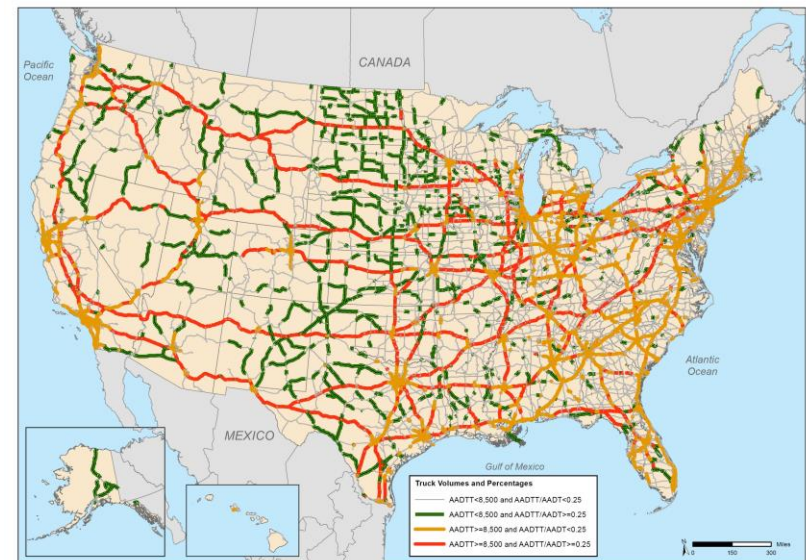 Pacific
Ocean
CANADA
Atlantic
Ocean
MEXICO
Gulf of Mexico
Truck Volumes and Percentages
AADTT<8,500 and AADTT/AADT<0.25
AADTT<8,500 and AADTT/AADT>=0.25
AADTT>=8,500 and AADTT/AADT<0.25
AADTT>=8,500 and AADTT/AADT>=0.25
N
0 150 300 Miles